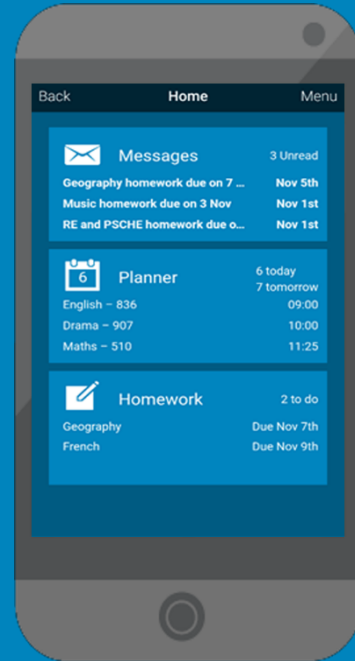 Back Home Menu
Messages 3 Unread
Geography homework due on 7 ... Nov 5th
Music homework due on 3 Nov Nov 1st
RE and PSCHE homework due o... Nov 1st
6 Planner 6 today
7 tomorrow
English – 836 09:00
Drama – 907 10:00
Maths – 510 11:25
Homework 2 to do
Geography Due Nov 7th
French Due Nov 9th